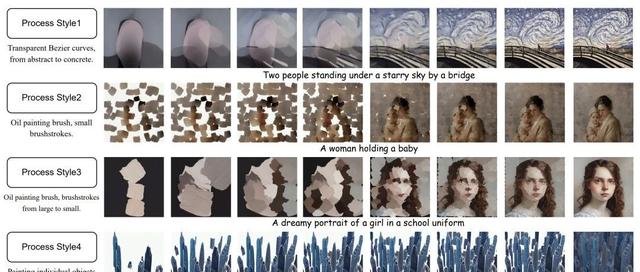 Process Style1
Transparent Bezier curves,
from abstract to concrete.
Two people standing under a starry sky by a bridge
Process Style2
Oil painting brush, small
brushstrokes.
A woman holding a baby
Process Style3
Oil painting brush, brushstrokes
from large to small.
A dreamy portrait of a girl in a school uniform
Process Style4
Painting individual objects